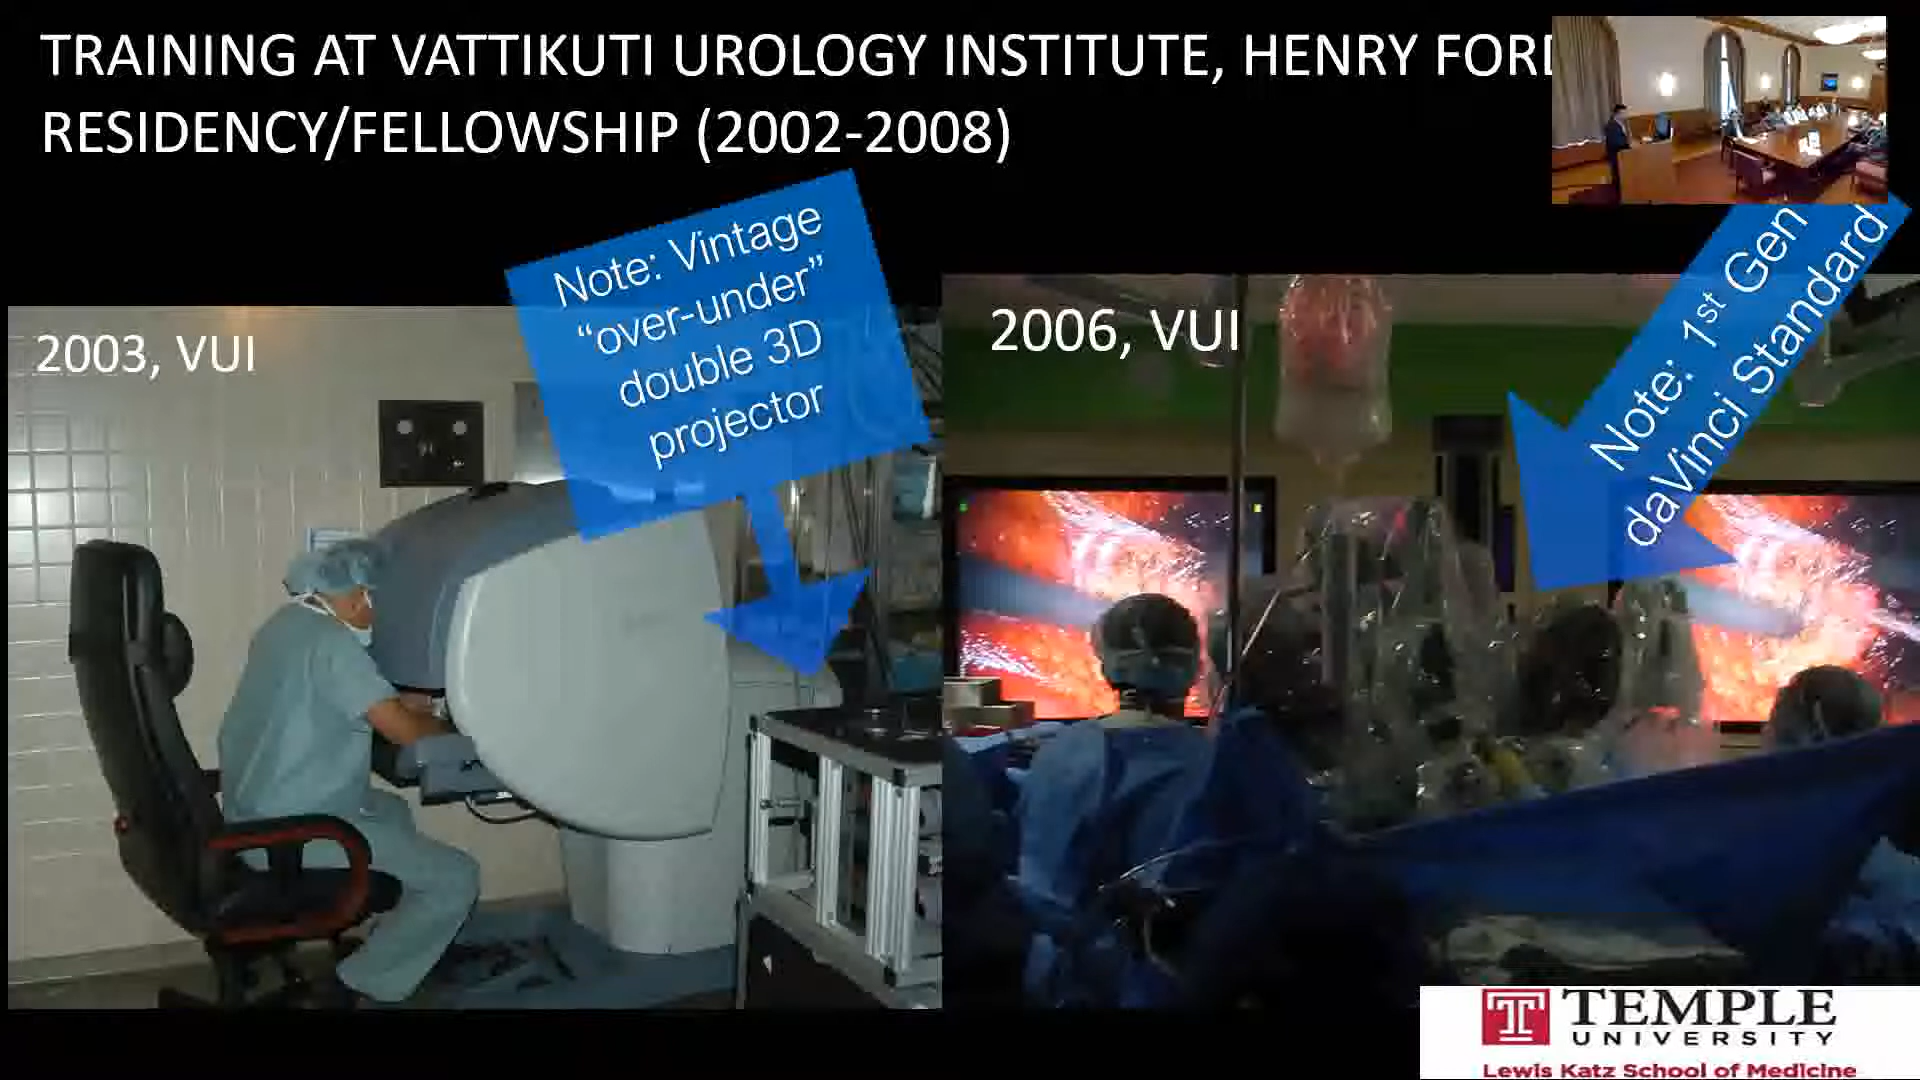 TRAINING AT VATTIKUTI UROLOGY INSTITUTE, HENRY FORD
RESIDENCY/FELLOWSHIP (2002-2008)
Note: Vintage
“over-under”
double 3D
projector
Note: 1st Gen
daVinci Standard
2003, VUI
2006, VUI
T TEMPLE
UNIVERSITY
Lewis Katz School of Medicine